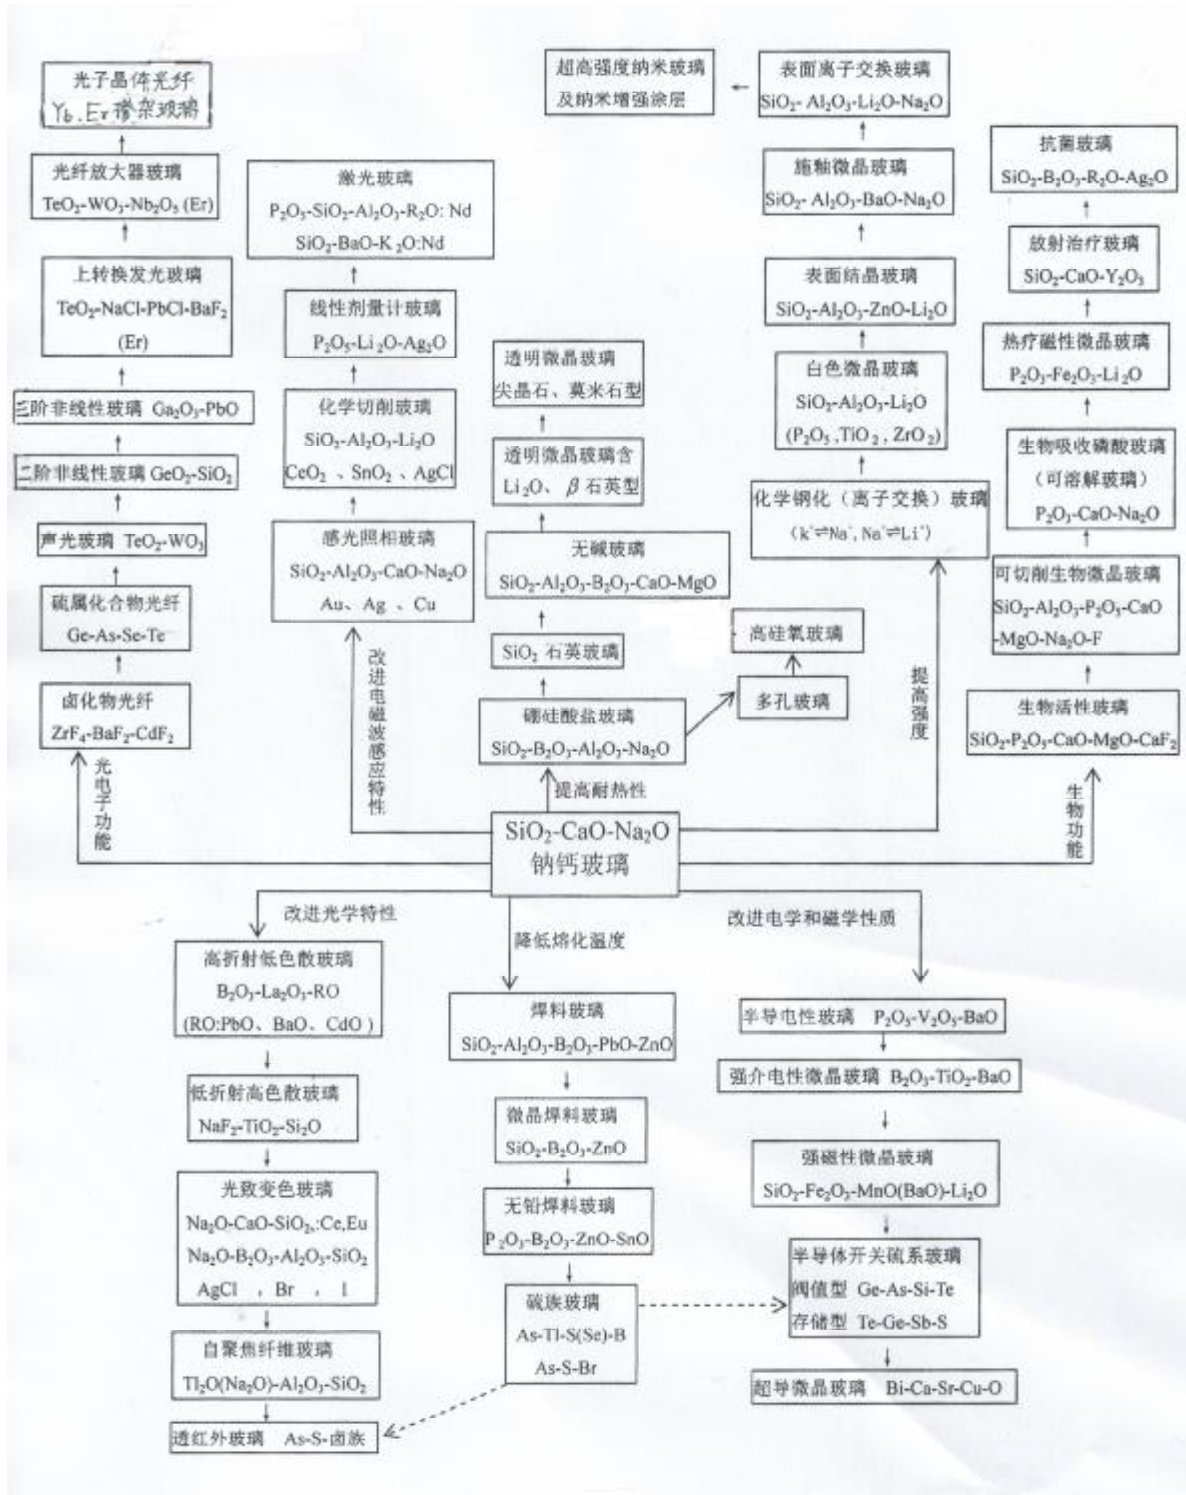 光子晶体光纤
Yb、Er掺杂玻璃
光纤放大器玻璃
TeO₂-WO₃-Nb₂O₅ (Er)
上转换发光玻璃
TeO₂-NaCl-PbCl-BaF₂
(Er)
三阶非线性玻璃 Ga₂O₃-PbO
二阶非线性玻璃 GeO₂-SiO₂
声光玻璃 TeO₂-WO₃
硫属化合物光纤
Ge-As-Se-Te
卤化物光纤
ZrF₄-BaF₂-CdF₂
光电子功能
激光玻璃
P₂O₅-SiO₂-Al₂O₃-R₂O: Nd
SiO₂-BaO-K₂O:Nd
线性剂量计玻璃
P₂O₅-Li₂O-Ag₂O
化学切削玻璃
SiO₂-Al₂O₃-Li₂O
CeO₂、SnO₂、AgCl
感光照相玻璃
SiO₂-Al₂O₃-CaO-Na₂O
Au、Ag、Cu
改进电磁波感应特性
透明微晶玻璃
尖晶石、莫米石型
透明微晶玻璃含
Li₂O、β石英型
无碱玻璃
SiO₂-Al₂O₃-B₂O₃-CaO-MgO
SiO₂ 石英玻璃
硼硅酸盐玻璃
SiO₂-B₂O₃-Al₂O₃-Na₂O
高硅氧玻璃
多孔玻璃
提高耐热性
超高强度纳米玻璃
及纳米增强涂层
表面离子交换玻璃
SiO₂- Al₂O₃-Li₂O-Na₂O
施釉微晶玻璃
SiO₂- Al₂O₃-BaO-Na₂O
表面结晶玻璃
SiO₂-Al₂O₃-ZnO-Li₂O
白色微晶玻璃
SiO₂-Al₂O₃-Li₂O
(P₂O₅,TiO₂, ZrO₂)
化学钢化(离子交换)玻璃
(k⁺⇌Na⁺, Na⁺⇌Li⁺)
提高强度
抗菌玻璃
SiO₂-B₂O₃-R₂O-Ag₂O
放射治疗玻璃
SiO₂-CaO-Y₂O₃
热疗磁性微晶玻璃
P₂O₃-Fe₂O₃-Li₂O
生物吸收磷酸玻璃
(可溶解玻璃)
P₂O₃-CaO-Na₂O
可切削生物微晶玻璃
SiO₂-Al₂O₃-P₂O₅-CaO
-MgO-Na₂O-F
生物活性玻璃
SiO₂-P₂O₅-CaO-MgO-CaF₂
生物功能
SiO₂-CaO-Na₂O
钠钙玻璃
改进光学特性
高折射低色散玻璃
B₂O₃-La₂O₃-RO
(RO:PbO、BaO、CdO )
低折射高色散玻璃
NaF₂-TiO₂-Si₂O
光致变色玻璃
Na₂O-CaO-SiO₂,:Ce,Eu
Na₂O-B₂O₃-Al₂O₃-SiO₂
AgCl , Br , I
自聚焦纤维玻璃
Tl₂O(Na₂O)-Al₂O₃-SiO₂
透红外玻璃 As-S-卤族
降低熔化温度
焊料玻璃
SiO₂-Al₂O₃-B₂O₃-PbO-ZnO
微晶焊料玻璃
SiO₂-B₂O₃-ZnO
无铅焊料玻璃
P₂O₃-B₂O₃-ZnO-SnO
硫族玻璃
As-Tl-S(Se)-B
As-S-Br
改进电学和磁学性质
半导电性玻璃 P₂O₅-V₂O₅-BaO
强介电性微晶玻璃 B₂O₃-TiO₂-BaO
强磁性微晶玻璃
SiO₂-Fe₂O₃-MnO(BaO)-Li₂O
半导体开关硫系玻璃
阀值型 Ge-As-Si-Te
存储型 Te-Ge-Sb-S
超导微晶玻璃 Bi-Ca-Sr-Cu-O